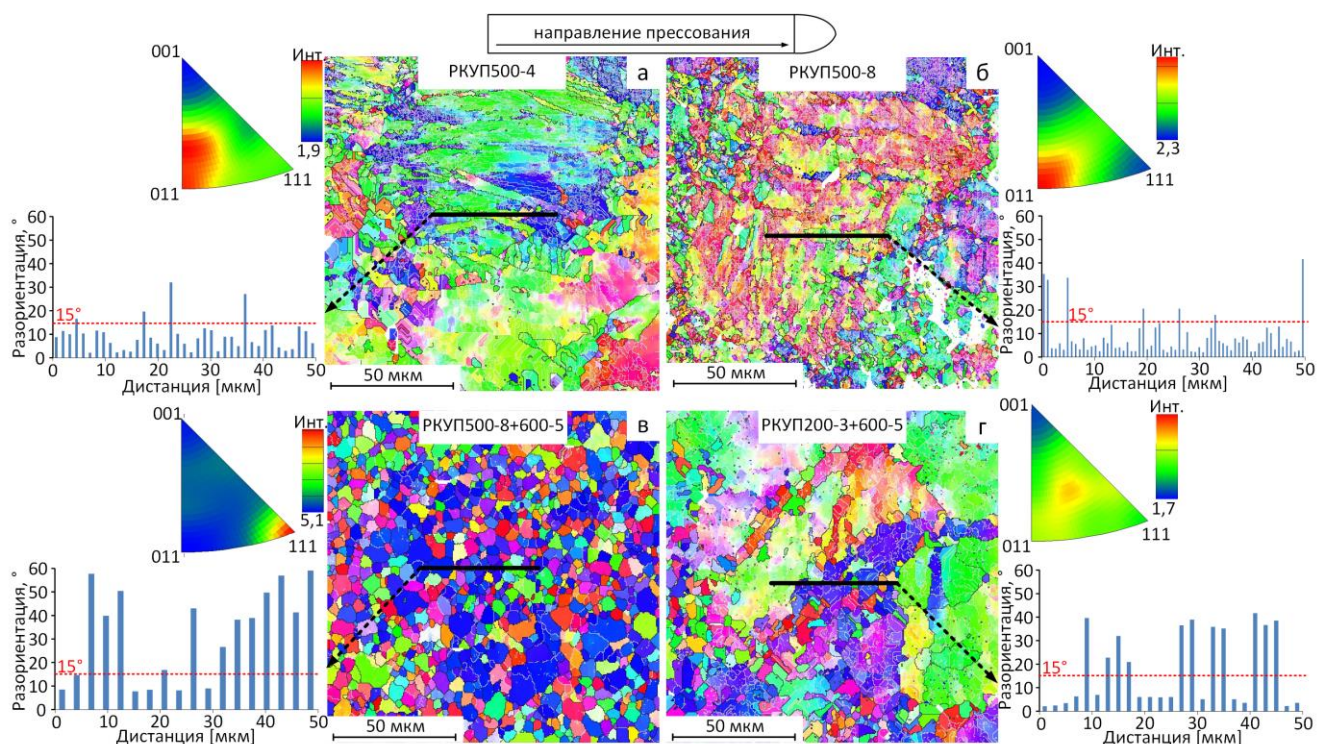 направление прессования
001
Инт.
1,9
011
111
РКУП500-4
а
50 мкм
Разориентация, °
60
50
40
30
20
10
0
15°
0 10 20 30 40 50
Дистанция [мкм]
РКУП500-8
б
50 мкм
001
Инт.
2,3
011
111
Разориентация, °
60
50
40
30
20
10
0
15°
0 10 20 30 40 50
Дистанция [мкм]
001
Инт.
5,1
011
111
РКУП500-8+600-5
в
50 мкм
Разориентация, °
60
50
40
30
20
10
0
15°
0 10 20 30 40 50
Дистанция [мкм]
РКУП200-3+600-5
г
50 мкм
001
Инт.
1,7
011
111
Разориентация, °
60
50
40
30
20
10
0
15°
0 10 20 30 40 50
Дистанция [мкм]